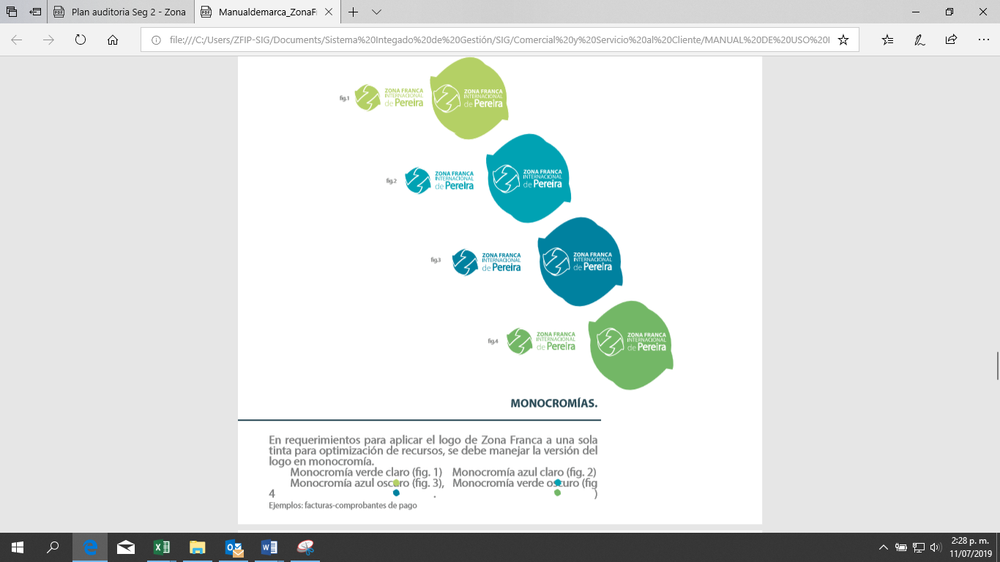 Plan auditoria Seg 2 - Zona
Manualdemarca_ZonaFr
file:///C:/Users/ZFIP-SIG/Documents/Sistema%20Integado%20de%20Gestión/SIG/Comercial%20y%20Servicio%20al%20Cliente/MANUAL%20DE%20USO%20
fig.1
ZONA FRANCA
INTERNACIONAL
de Pereira
ZONA FRANCA
INTERNACIONAL
de Pereira
fig.2
ZONA FRANCA
INTERNACIONAL
de Pereira
ZONA FRANCA
INTERNACIONAL
de Pereira
fig.3
ZONA FRANCA
INTERNACIONAL
de Pereira
ZONA FRANCA
INTERNACIONAL
de Pereira
fig.4
ZONA FRANCA
INTERNACIONAL
de Pereira
ZONA FRANCA
INTERNACIONAL
de Pereira
MONOCROMÍAS.
En requerimientos para aplicar el logo de Zona Franca a una sola
tinta para optimización de recursos, se debe manejar la versión del
logo en monocromía.
Monocromía verde claro (fig. 1) Monocromía azul claro (fig. 2)
Monocromía azul oscuro (fig. 3), Monocromía verde oscuro (fig
4 . )
Ejemplos: facturas-comprobantes de pago
2:28 p. m.
11/07/2019